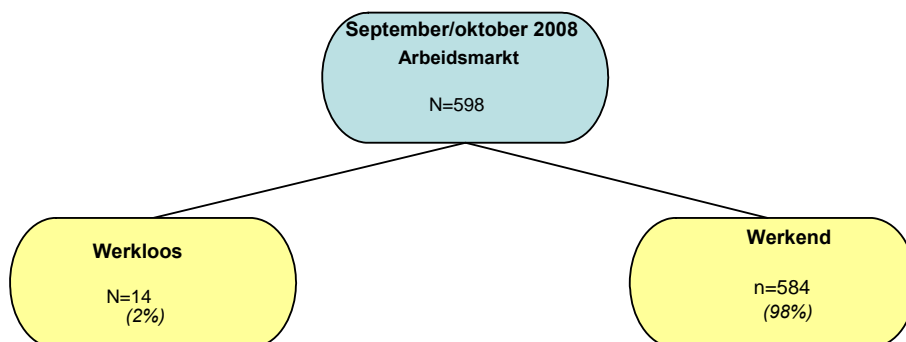 September/oktober 2008
Arbeidsmarkt
N=598
Werkloos
N=14
(2%)
Werkend
n=584
(98%)